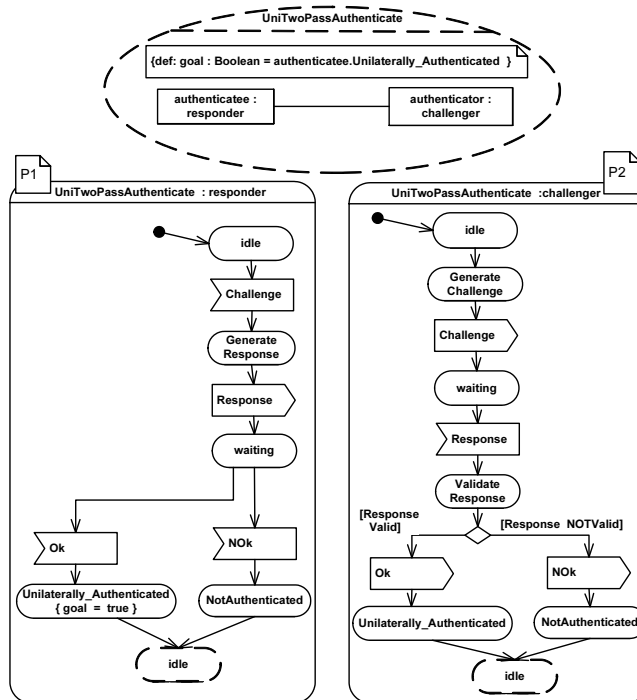 UniTwoPassAuthenticate
{def: goal : Boolean = authenticatee.Unilaterally_Authenticated }
authenticatee :
responder
authenticator :
challenger
P1
UniTwoPassAuthenticate : responder
idle
Challenge
Generate
Response
Response
waiting
Ok
NOk
Unilaterally_Authenticated
{ goal = true }
NotAuthenticated
idle
P2
UniTwoPassAuthenticate :challenger
idle
Generate
Challenge
Challenge
waiting
Response
Validate
Response
[Response
Valid]
[Response NOTValid]
Ok
NOk
Unilaterally_Authenticated
NotAuthenticated
idle